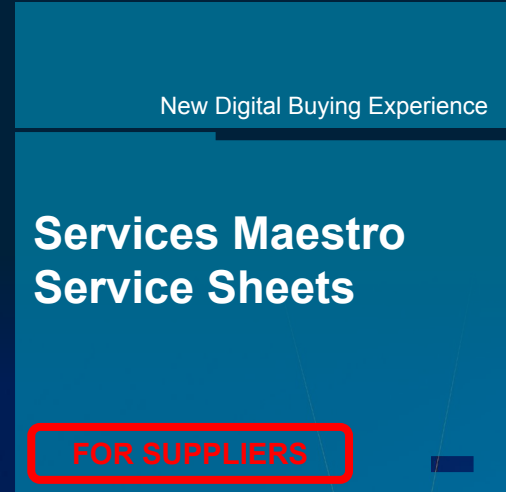 New Digital Buying Experience
Services Maestro
Service Sheets
FOR SUPPLIERS